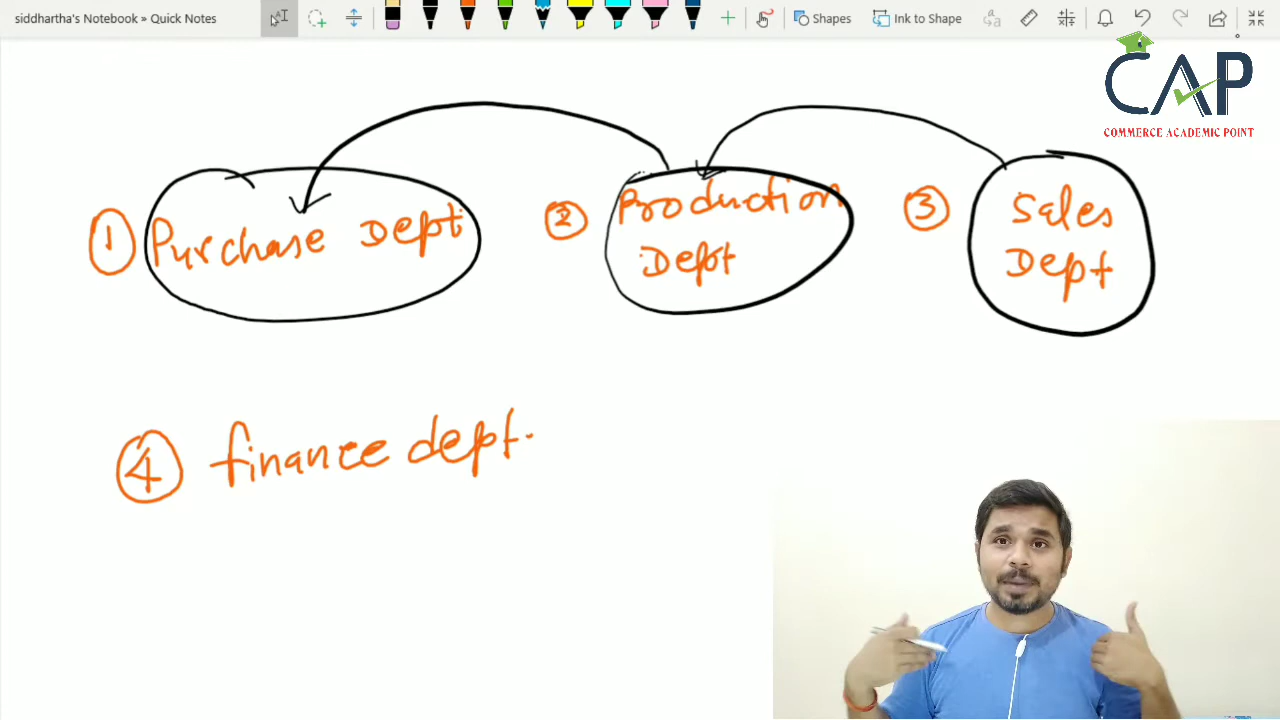 siddhartha's Notebook » Quick Notes
Shapes
Ink to Shape
CAP
COMMERCE ACADEMIC POINT
① Purchase Dept
② Production
Dept
③ Sales
Dept
④ finance dept.